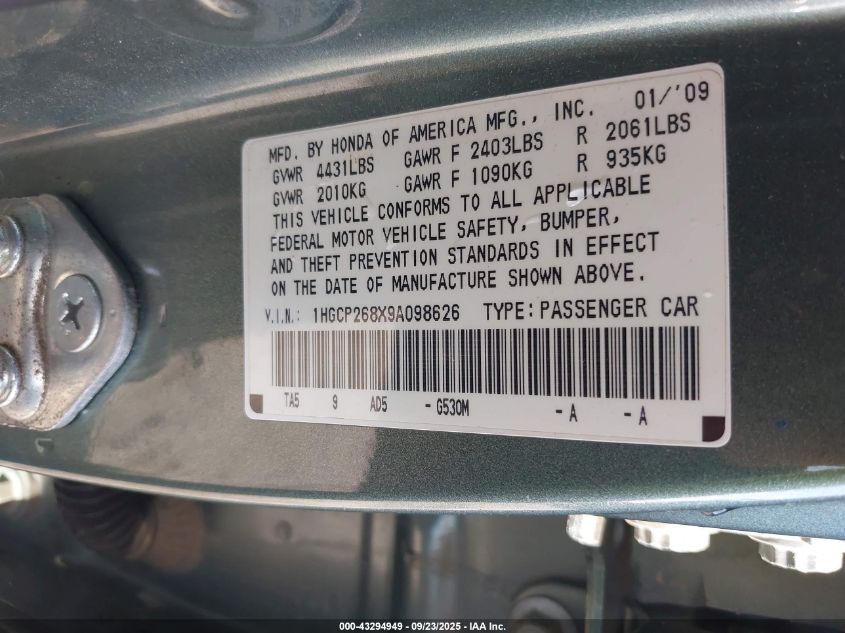 MFD. BY HONDA OF AMERICA MFG., INC. 01/'09
GVWR 4431LBS GAWR F 2403LBS R 2061LBS
GVWR 2010KG GAWR F 1090KG R 935KG
THIS VEHICLE CONFORMS TO ALL APPLICABLE
FEDERAL MOTOR VEHICLE SAFETY, BUMPER,
AND THEFT PREVENTION STANDARDS IN EFFECT
ON THE DATE OF MANUFACTURE SHOWN ABOVE.
V.I.N.: 1HGCP268X9A098626 TYPE: PASSENGER CAR
TA5 9 AD5 - G530M - A - A
000-43294949 - 09/23/2025 - IAA Inc.